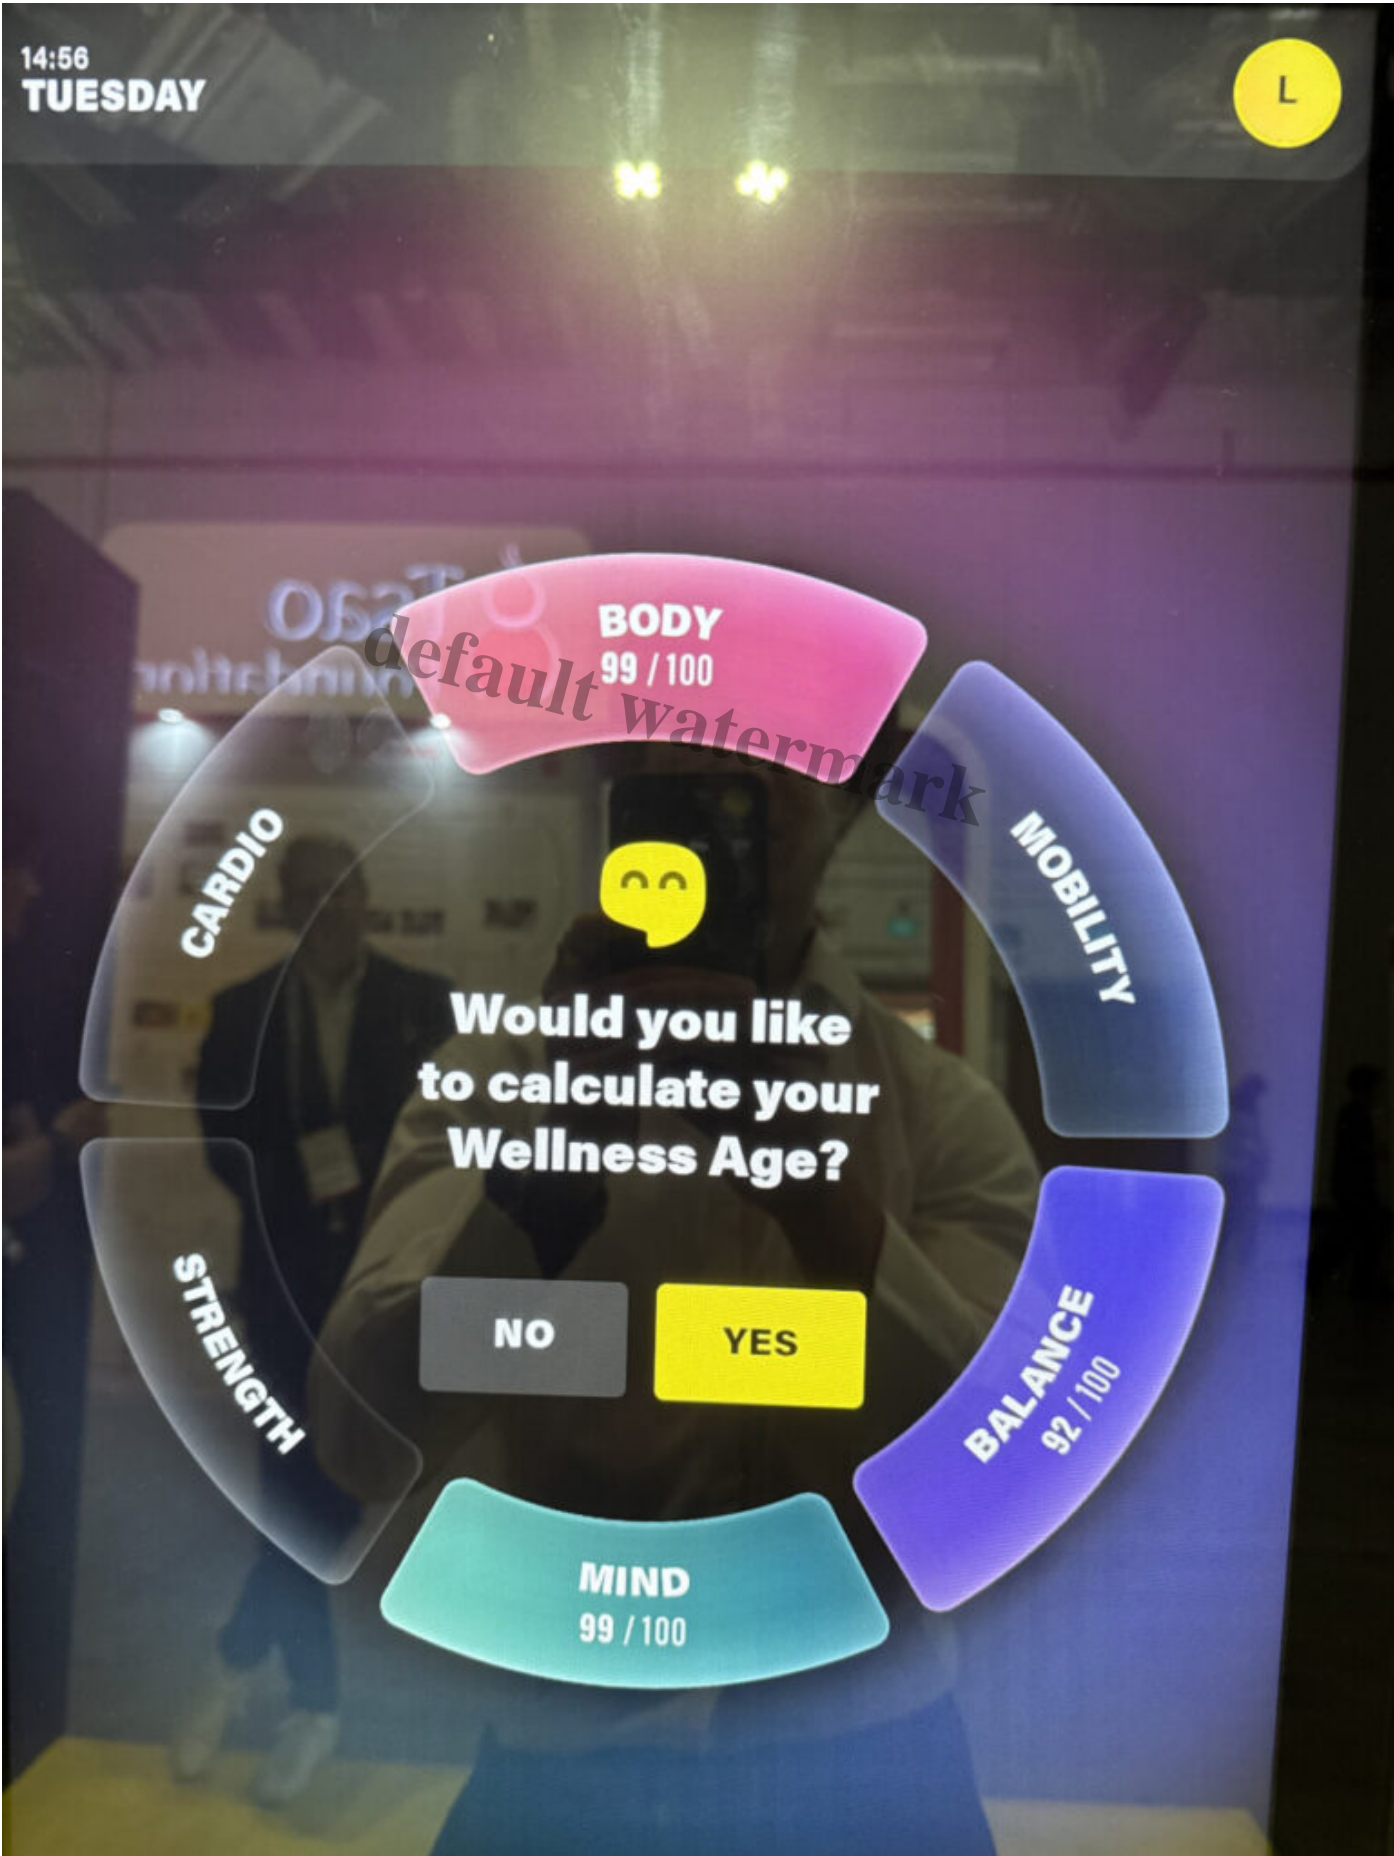 14:56
TUESDAY
L
BODY
99 / 100
default watermark
CARDIO
MOBILITY
Would you like
to calculate your
Wellness Age?
NO
YES
STRENGTH
BALANCE
92 / 100
MIND
99 / 100